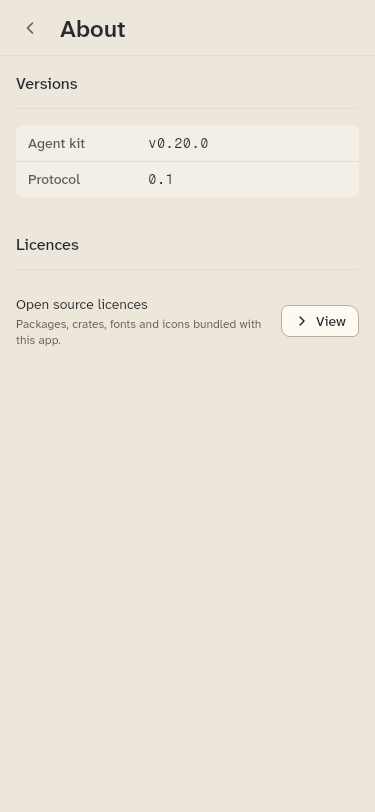 About
Versions
Agent kit v0.20.0
Protocol 0.1
Licences
Open source licences
Packages, crates, fonts and icons bundled with
this app.
View